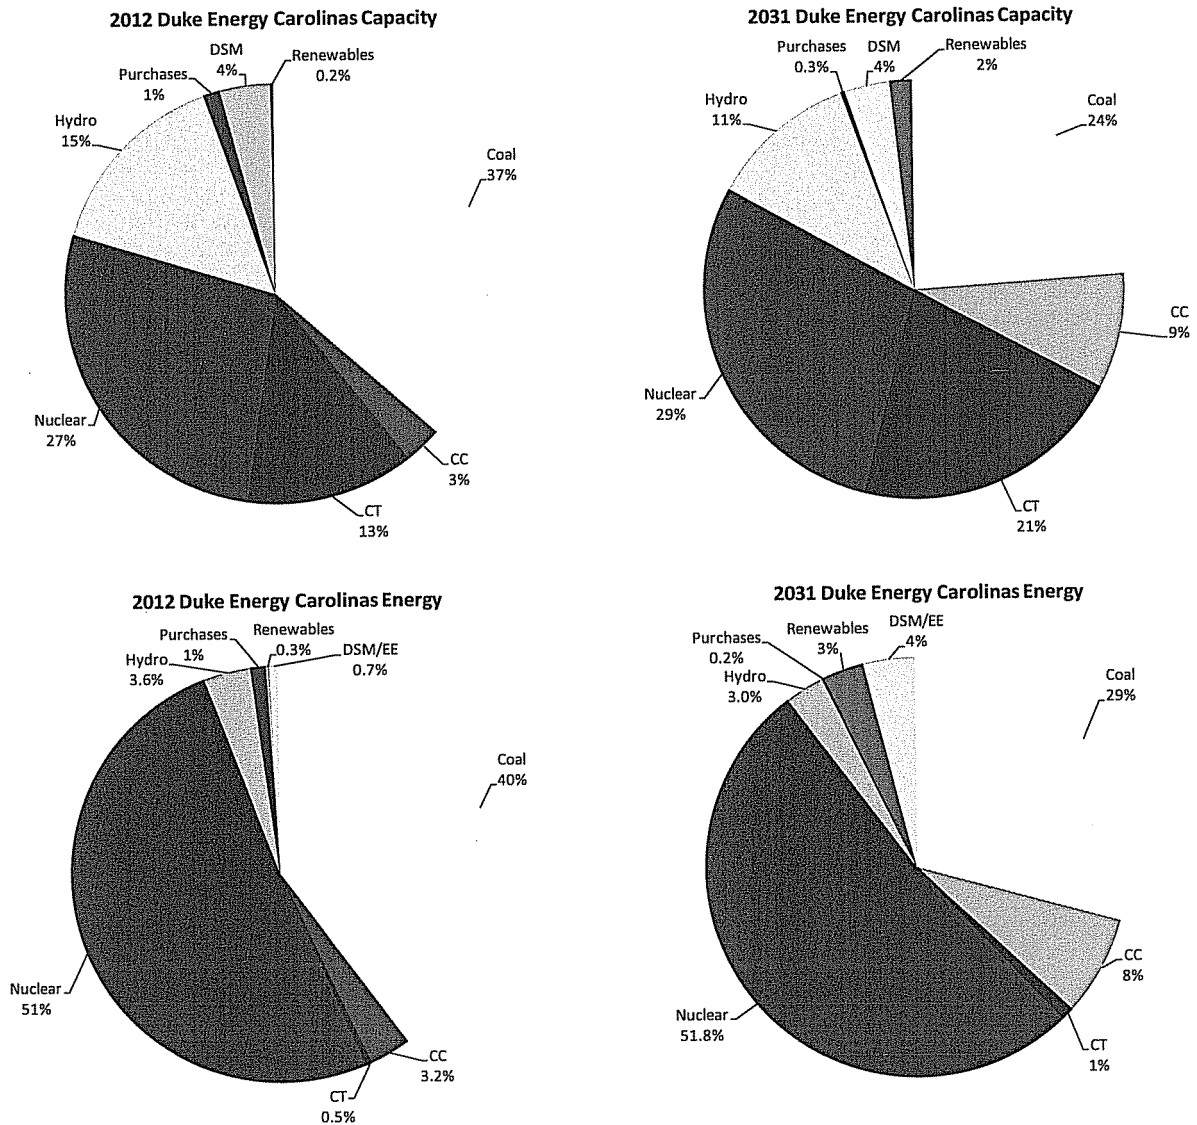 2012 Duke Energy Carolinas Capacity
DSM
4%
Renewables
0.2%
Purchases
1%
Hydro
15%
Coal
37%
Nuclear
27%
CC
3%
CT
13%
2031 Duke Energy Carolinas Capacity
Purchases
0.3%
DSM
4%
Renewables
2%
Hydro
11%
Coal
24%
CC
9%
Nuclear
29%
CT
21%
2012 Duke Energy Carolinas Energy
Purchases
1%
Renewables
0.3%
DSM/EE
0.7%
Hydro
3.6%
Coal
40%
Nuclear
51%
CC
3.2%
CT
0.5%
2031 Duke Energy Carolinas Energy
Purchases
0.2%
Renewables
3%
DSM/EE
4%
Hydro
3.0%
Coal
29%
CC
8%
Nuclear
51.8%
CT
1%